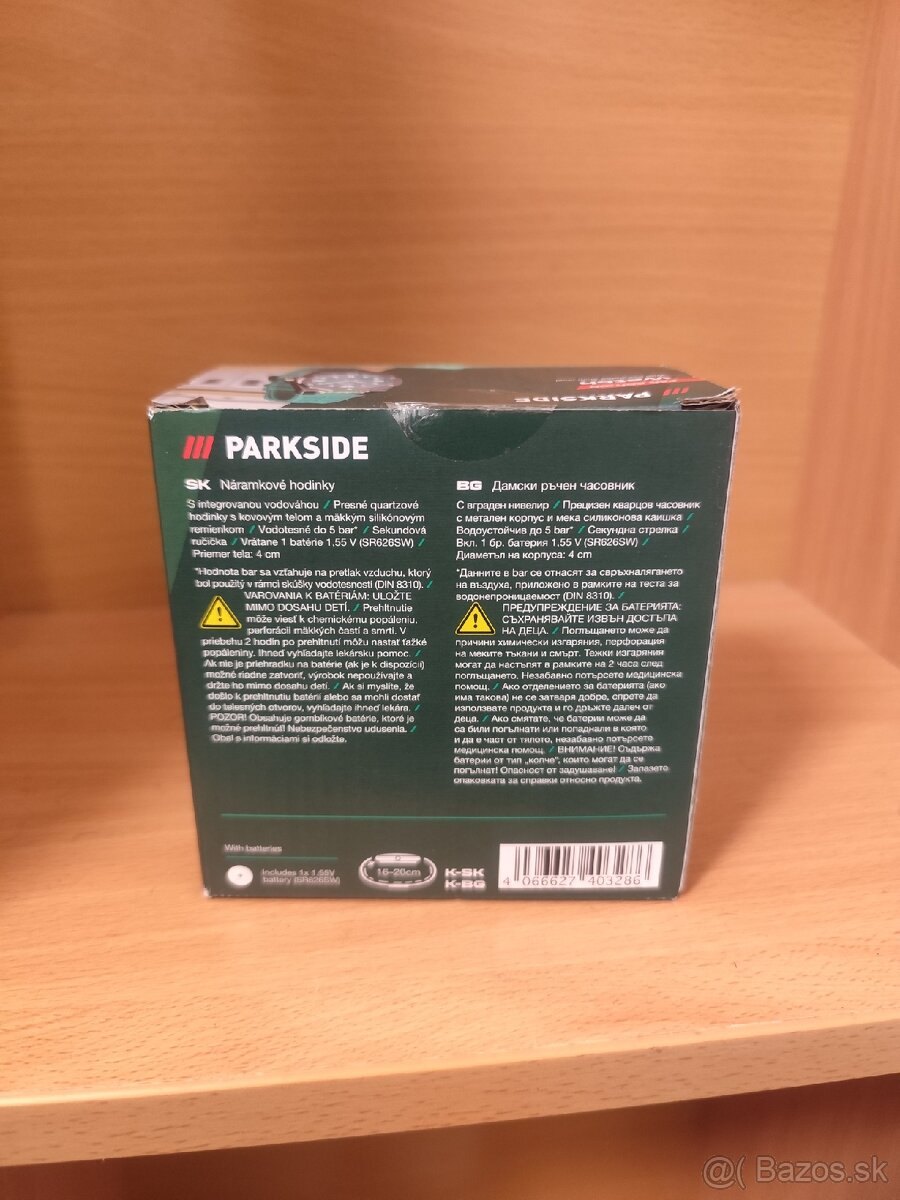 Watch
PARKSIDE
PARKSIDE
SK Náramkové hodinky
S integrovanou vodováhou / Presné quartzové
hodinky s kovovým telom a mäkkým silikónovým
remienkom / Vodotesné do 5 bar* / Sekundová
ručička / Vrátane 1 batérie 1,55 V (SR626SW) /
Priemer tela: 4 cm
*Hodnota bar sa vzťahuje na pretlak vzduchu, ktorý
bol použitý v rámci skúšky vodotesnosti (DIN 8310). /
VAROVANIA K BATÉRIÁM: ULOŽTE
MIMO DOSAHU DETÍ. / Prehltnutie
môže viesť k chemickému popáleniu,
perforácii mäkkých častí a smrti. V
priebehu 2 hodín po prehltnutí môžu nastať ťažké
popáleniny. Ihneď vyhľadajte lekársku pomoc. /
Ak nie je priehradku na batérie (ak je k dispozícii)
možné riadne zatvoriť, výrobok nepoužívajte a
držte ho mimo dosahu detí. / Ak si myslíte, že
došlo k prehltnutiu batérií alebo sa mohli dostať
do telesných otvorov, vyhľadajte ihneď lekára. /
POZOR! Obsahuje gombíkové batérie, ktoré je
možné prehltnúť! Nebezpečenstvo udusenia. /
Obal s informáciami si odložte.
BG Дамски ръчен часовник
С вграден нивелир / Прецизен кварцов часовник
с метален корпус и мека силиконова каишка /
Водоустойчив до 5 bar* / Секундна стрелка /
Вкл. 1 бр. батерия 1,55 V (SR626SW) /
Диаметъл на корпуса: 4 cm
*Данните в bar се отнасят за свръхналягането
на въздуха, приложено в рамките на теста за
водонепроницаемост (DIN 8310). /
ПРЕДУПРЕЖДЕНИЕ ЗА БАТЕРИЯТА:
СЪХРАНЯВАЙТЕ ИЗВЪН ДОСТЪПА
НА ДЕЦА. / Поглъщането може да
причини химически изгаряния, перфорация
на меките тъкани и смърт. Тежки изгаряния
могат да настъпят в рамките на 2 часа след
поглъщането. Незабавно потърсете медицинска
помощ. / Ако отделението за батерията (ако
има такова) не се затваря добре, спрете да
използвате продукта и го дръжте далеч от
деца. / Ако смятате, че батерии може да
са били погълнати или попаднали в която
и да е част от тялото, незабавно потърсете
медицинска помощ. / ВНИМАНИЕ! Съдържа
батерии от тип „копче“, които могат да се
погълнат! Опасност от задушаване! / Запазете
опаковката за справки относно продукта.
With batteries
Includes 1x 1.55V
battery (SR626SW)
16-20cm
K-SK
K-BG
4 066627 403286
@( Bazos.sk